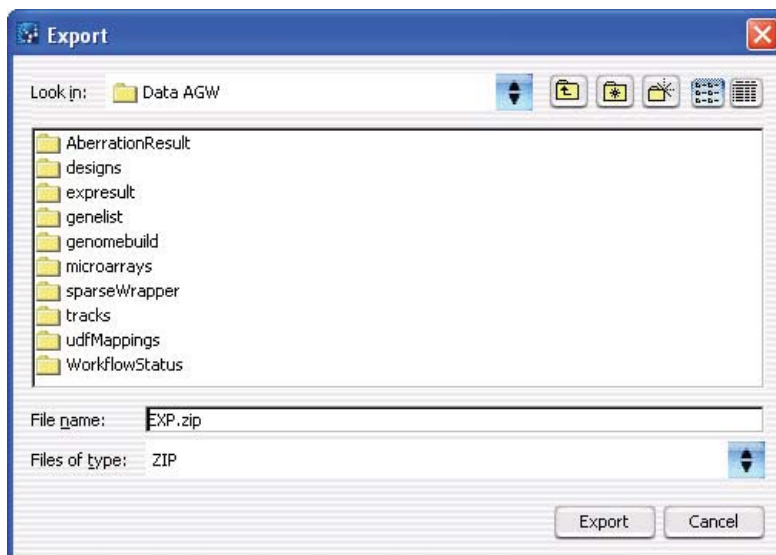 Export
Look in: Data AGW
AberrationResult
designs
expresult
genelist
genomebuild
microarrays
sparseWrapper
tracks
udfMappings
WorkflowStatus
File name: EXP.zip
Files of type: ZIP
Export Cancel